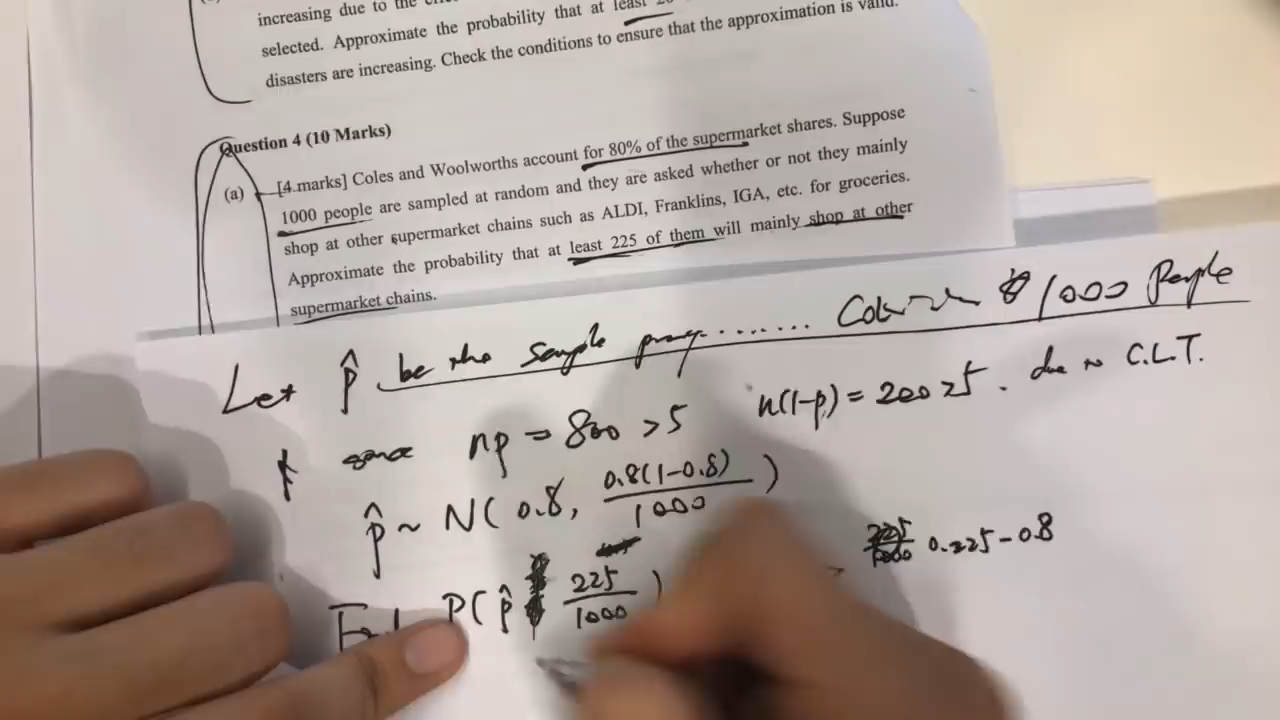 increasing due to the
selected. Approximate the probability that at least
disasters are increasing. Check the conditions to ensure that the approximation is valid.
Question 4 (10 Marks)
(a) [4 marks] Coles and Woolworths account for 80% of the supermarket shares. Suppose
1000 people are sampled at random and they are asked whether or not they mainly
shop at other supermarket chains such as ALDI, Franklins, IGA, etc. for groceries.
Approximate the probability that at least 225 of them will mainly shop at other
supermarket chains.
Let p̂ be the sample ........ 1000 People
since np = 800 >5 n(1-p) = 200 >5. due to C.L.T.
p̂ ~ N( 0.8, 0.8(1-0.8)/1000 )
P( p̂ 225/1000 ) 0.225-0.8